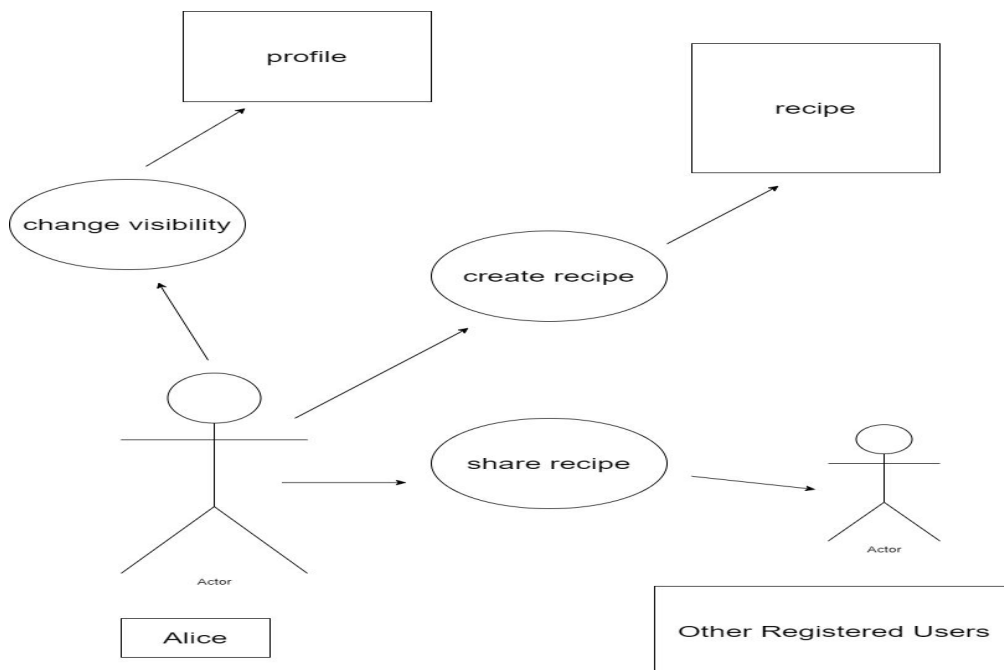 profile
recipe
change visibility
create recipe
share recipe
Actor
Actor
Alice
Other Registered Users